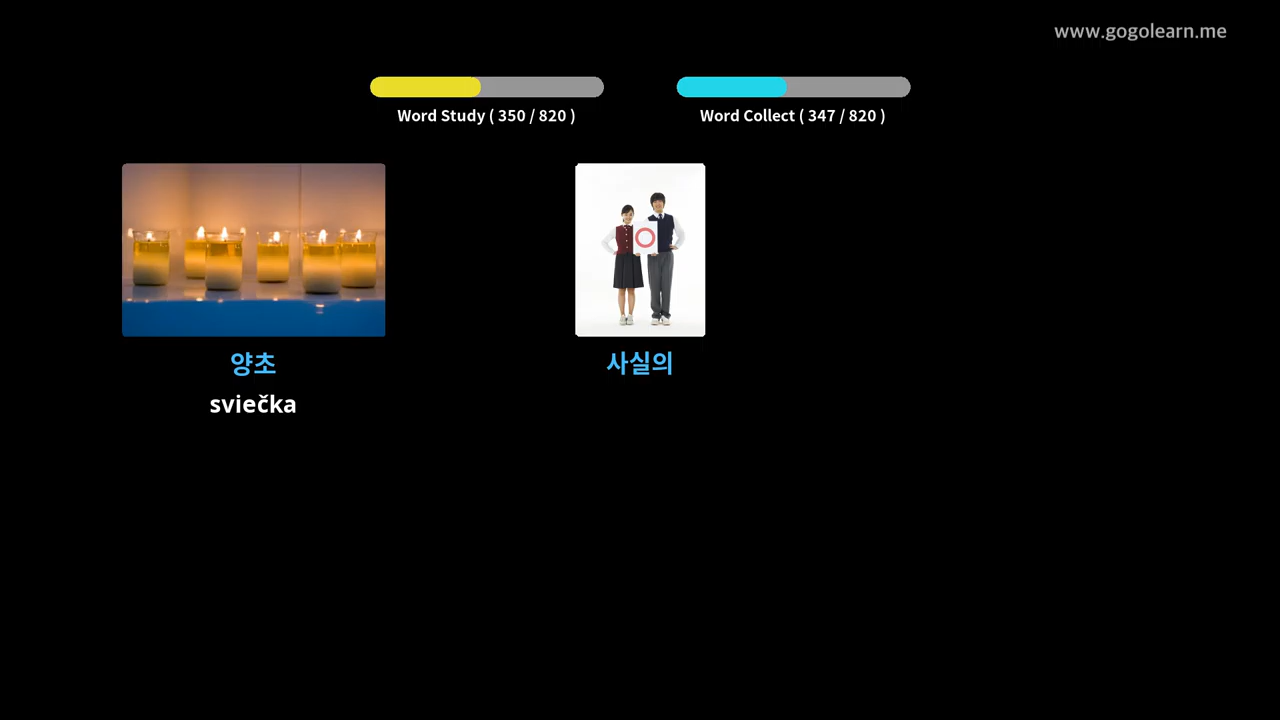 www.gogolearn.me
Word Study ( 350 / 820 )
Word Collect ( 347 / 820 )
양초
사실의
sviečka